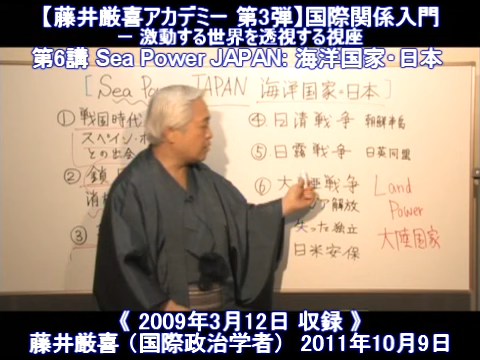 【藤井厳喜アカデミー 第3弾】国際関係入門
－ 激動する世界を透視する視座
第6講 Sea Power JAPAN: 海洋国家・日本
[Sea Power JAPAN 海洋国家・日本]
① 戦国時代
スペイン・ポ
との出会
② 鎖
③
④ 日清戦争 朝鮮半島
⑤ 日露戦争 日英同盟
⑥ 大東亜戦争
ア解放
失った独立
日米安保
Land
Power
大陸国家
《 2009年3月12日 収録 》
藤井厳喜（国際政治学者） 2011年10月9日